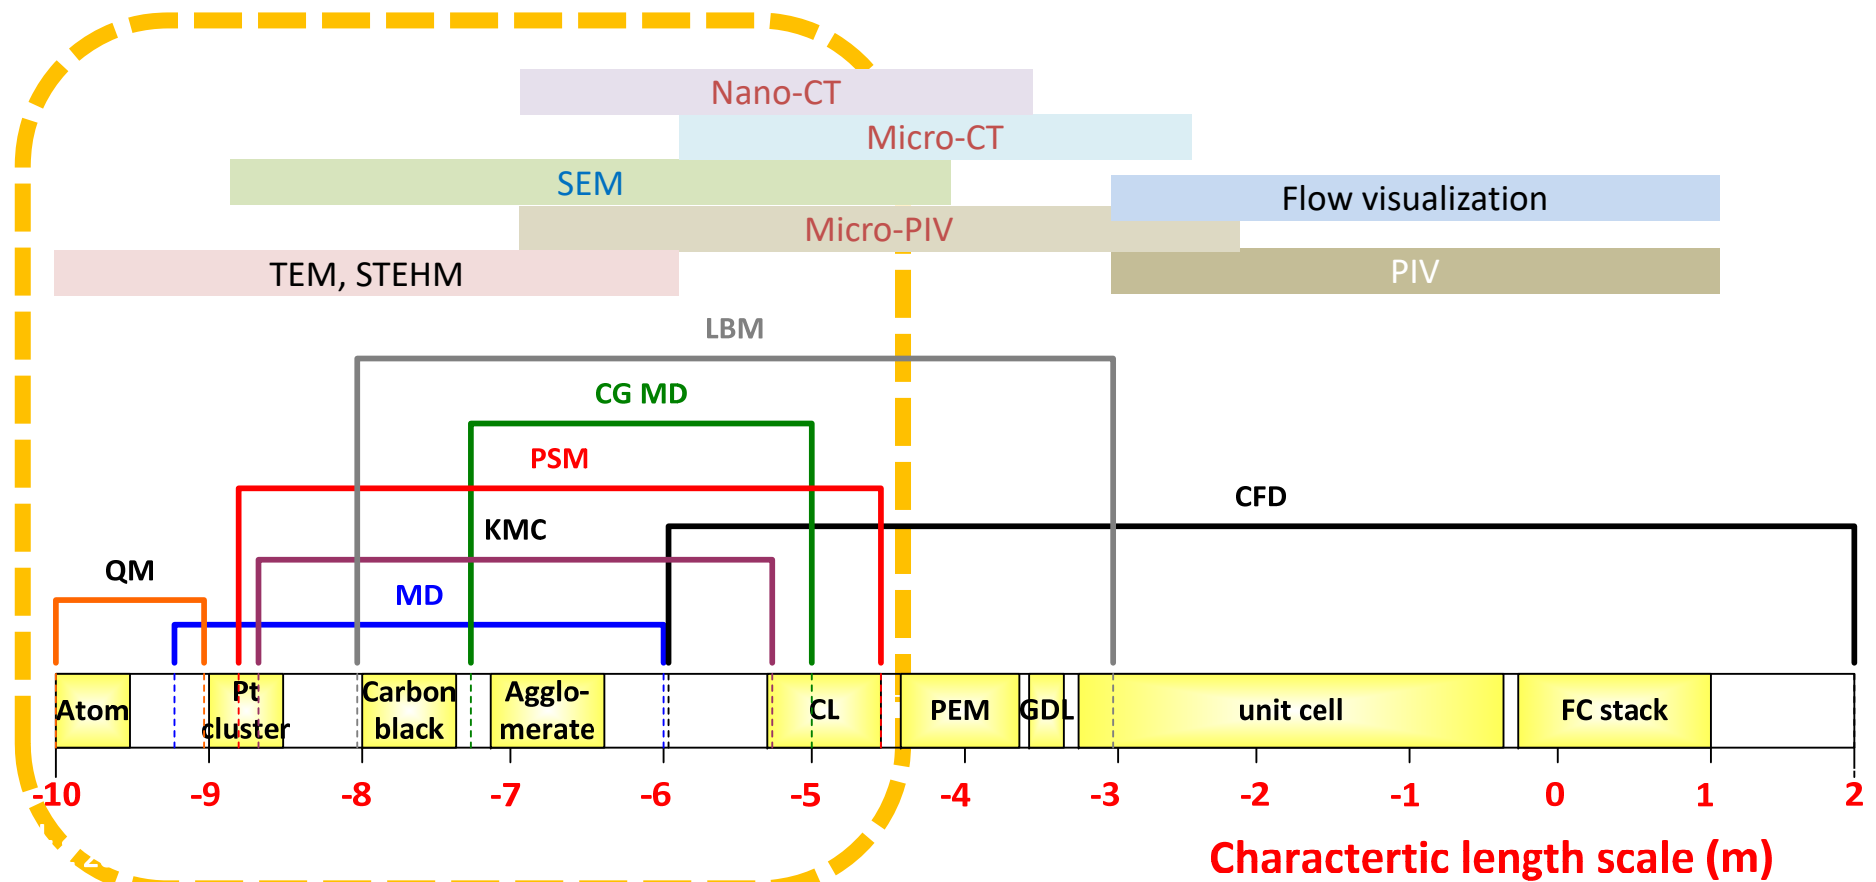 Nano-CT
Micro-CT
SEM
Flow visualization
Micro-PIV
TEM, STEHM
PIV
LBM
CG MD
PSM
CFD
KMC
QM
MD
Atom
Pt
cluster
Carbon
black
Agglo-
merate
CL
PEM
GDL
unit cell
FC stack
-10 -9 -8 -7 -6 -5 -4 -3 -2 -1 0 1 2
Charactertic length scale (m)